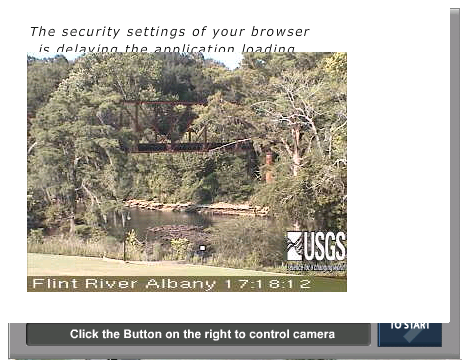 The security settings of your browser
is delaying the application loading
USGS
science for a changing world
Flint River Albany 17:18:12
TO START
Click the Button on the right to control camera